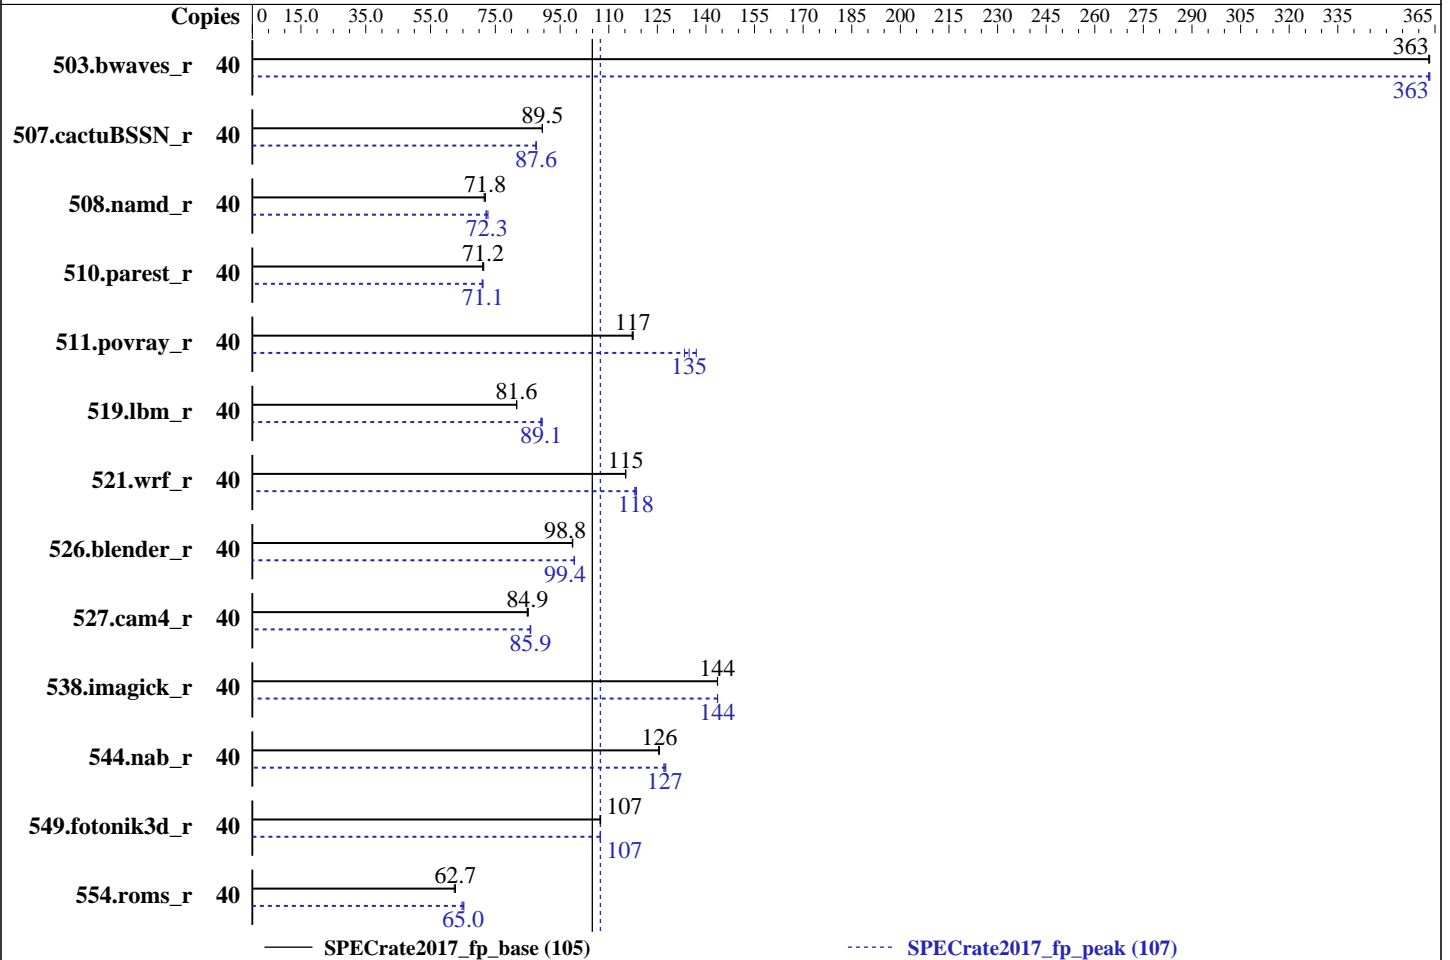 Copies 0 15.0 35.0 55.0 75.0 95.0 110 125 140 155 170 185 200 215 230 245 260 275 290 305 320 335 365
503.bwaves_r 40 363
363
507.cactuBSSN_r 40 89.5
87.6
508.namd_r 40 71.8
72.3
510.parest_r 40 71.2
71.1
511.povray_r 40 117
135
519.lbm_r 40 81.6
89.1
521.wrf_r 40 115
118
526.blender_r 40 98.8
99.4
527.cam4_r 40 84.9
85.9
538.imagick_r 40 144
144
544.nab_r 40 126
127
549.fotonik3d_r 40 107
107
554.roms_r 40 62.7
65.0
SPECrate2017_fp_base (105) SPECrate2017_fp_peak (107)